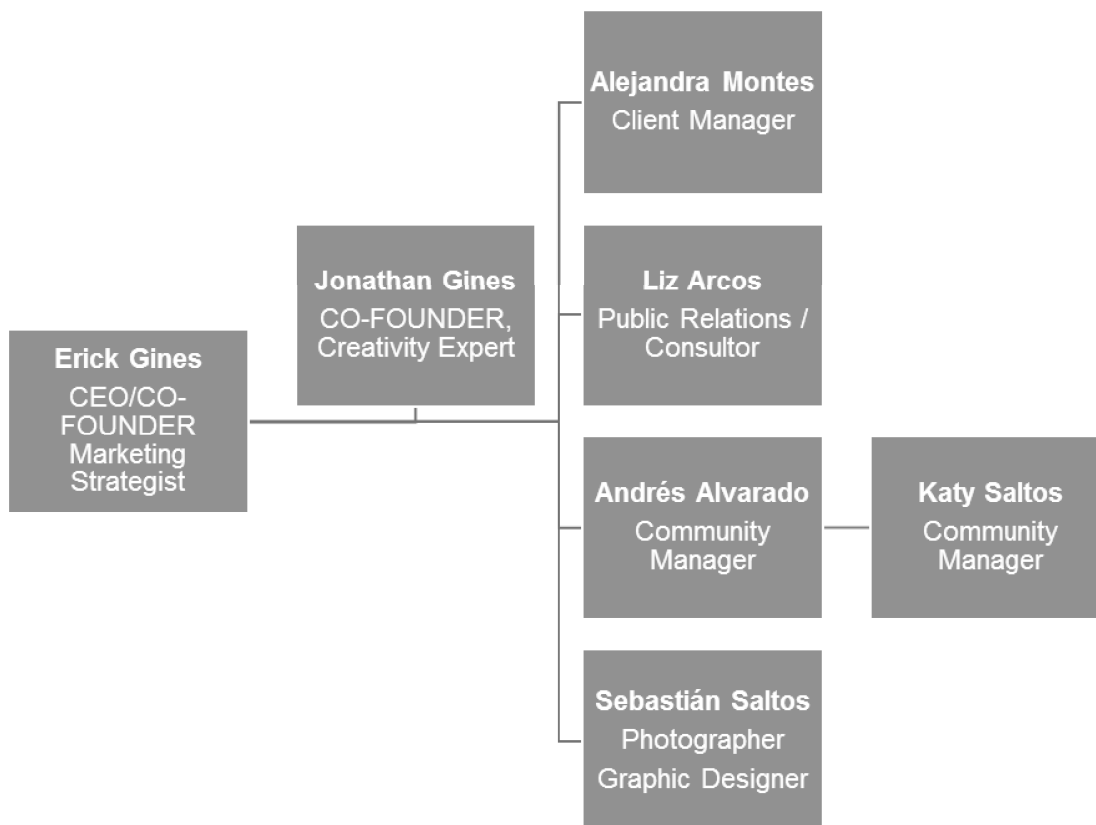 Alejandra Montes
Client Manager
Jonathan Gines
CO-FOUNDER,
Creativity Expert
Liz Arcos
Public Relations /
Consultor
Erick Gines
CEO/CO-
FOUNDER
Marketing
Strategist
Andrés Alvarado
Community
Manager
Katy Saltos
Community
Manager
Sebastián Saltos
Photographer
Graphic Designer